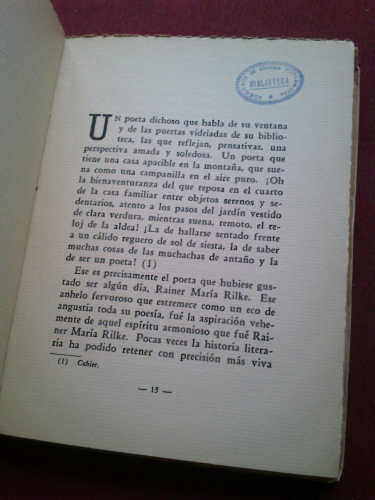 BIBLIOTECA
UN poeta dichoso que habla de su ventana
y de las puertas vidriadas de su biblio-
teca, las que reflejan, pensativas, una
perspectiva amada y soledosa. Un poeta que
tiene una casa apacible en la montaña, que sue-
na como una campanilla en el aire puro. ¡Oh
la bienaventuranza del que reposa en el cuarto
de la casa familiar entre objetos serenos y se-
dentarios, atento a los pasos del jardín vestido
de clara verdura, mientras suena, remoto, el re-
loj de la aldea! ¡La de hallarse sentado frente
a un cálido reguero de sol de siesta, la de saber
muchas cosas de las muchachas de antaño y la
de ser un poeta! (1)
Ese es precisamente el poeta que hubiese gus-
tado ser algún día, Rainer María Rilke. Ese
anhelo fervoroso que estremece como un eco de
angustia toda su poesía, fué la aspiración vehe-
mente de aquel espíritu armonioso que fué Rai-
ner María Rilke. Pocas veces la historia litera-
ria ha podido retener con precisión más viva
(1) Cahier.
— 15 —